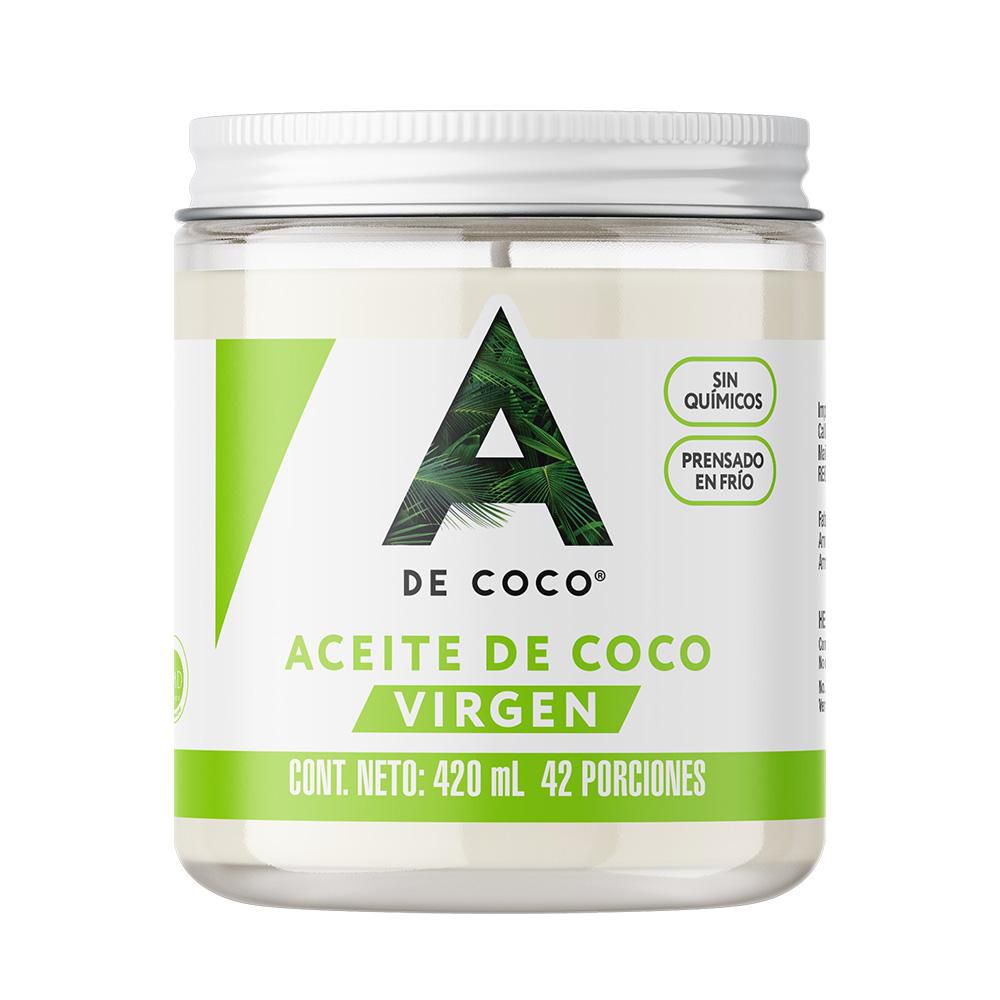 A
DE COCO®
ACEITE DE COCO
VIRGEN
CONT. NETO: 420 mL 42 PORCIONES
SIN
QUÍMICOS
PRENSADO
EN FRÍO